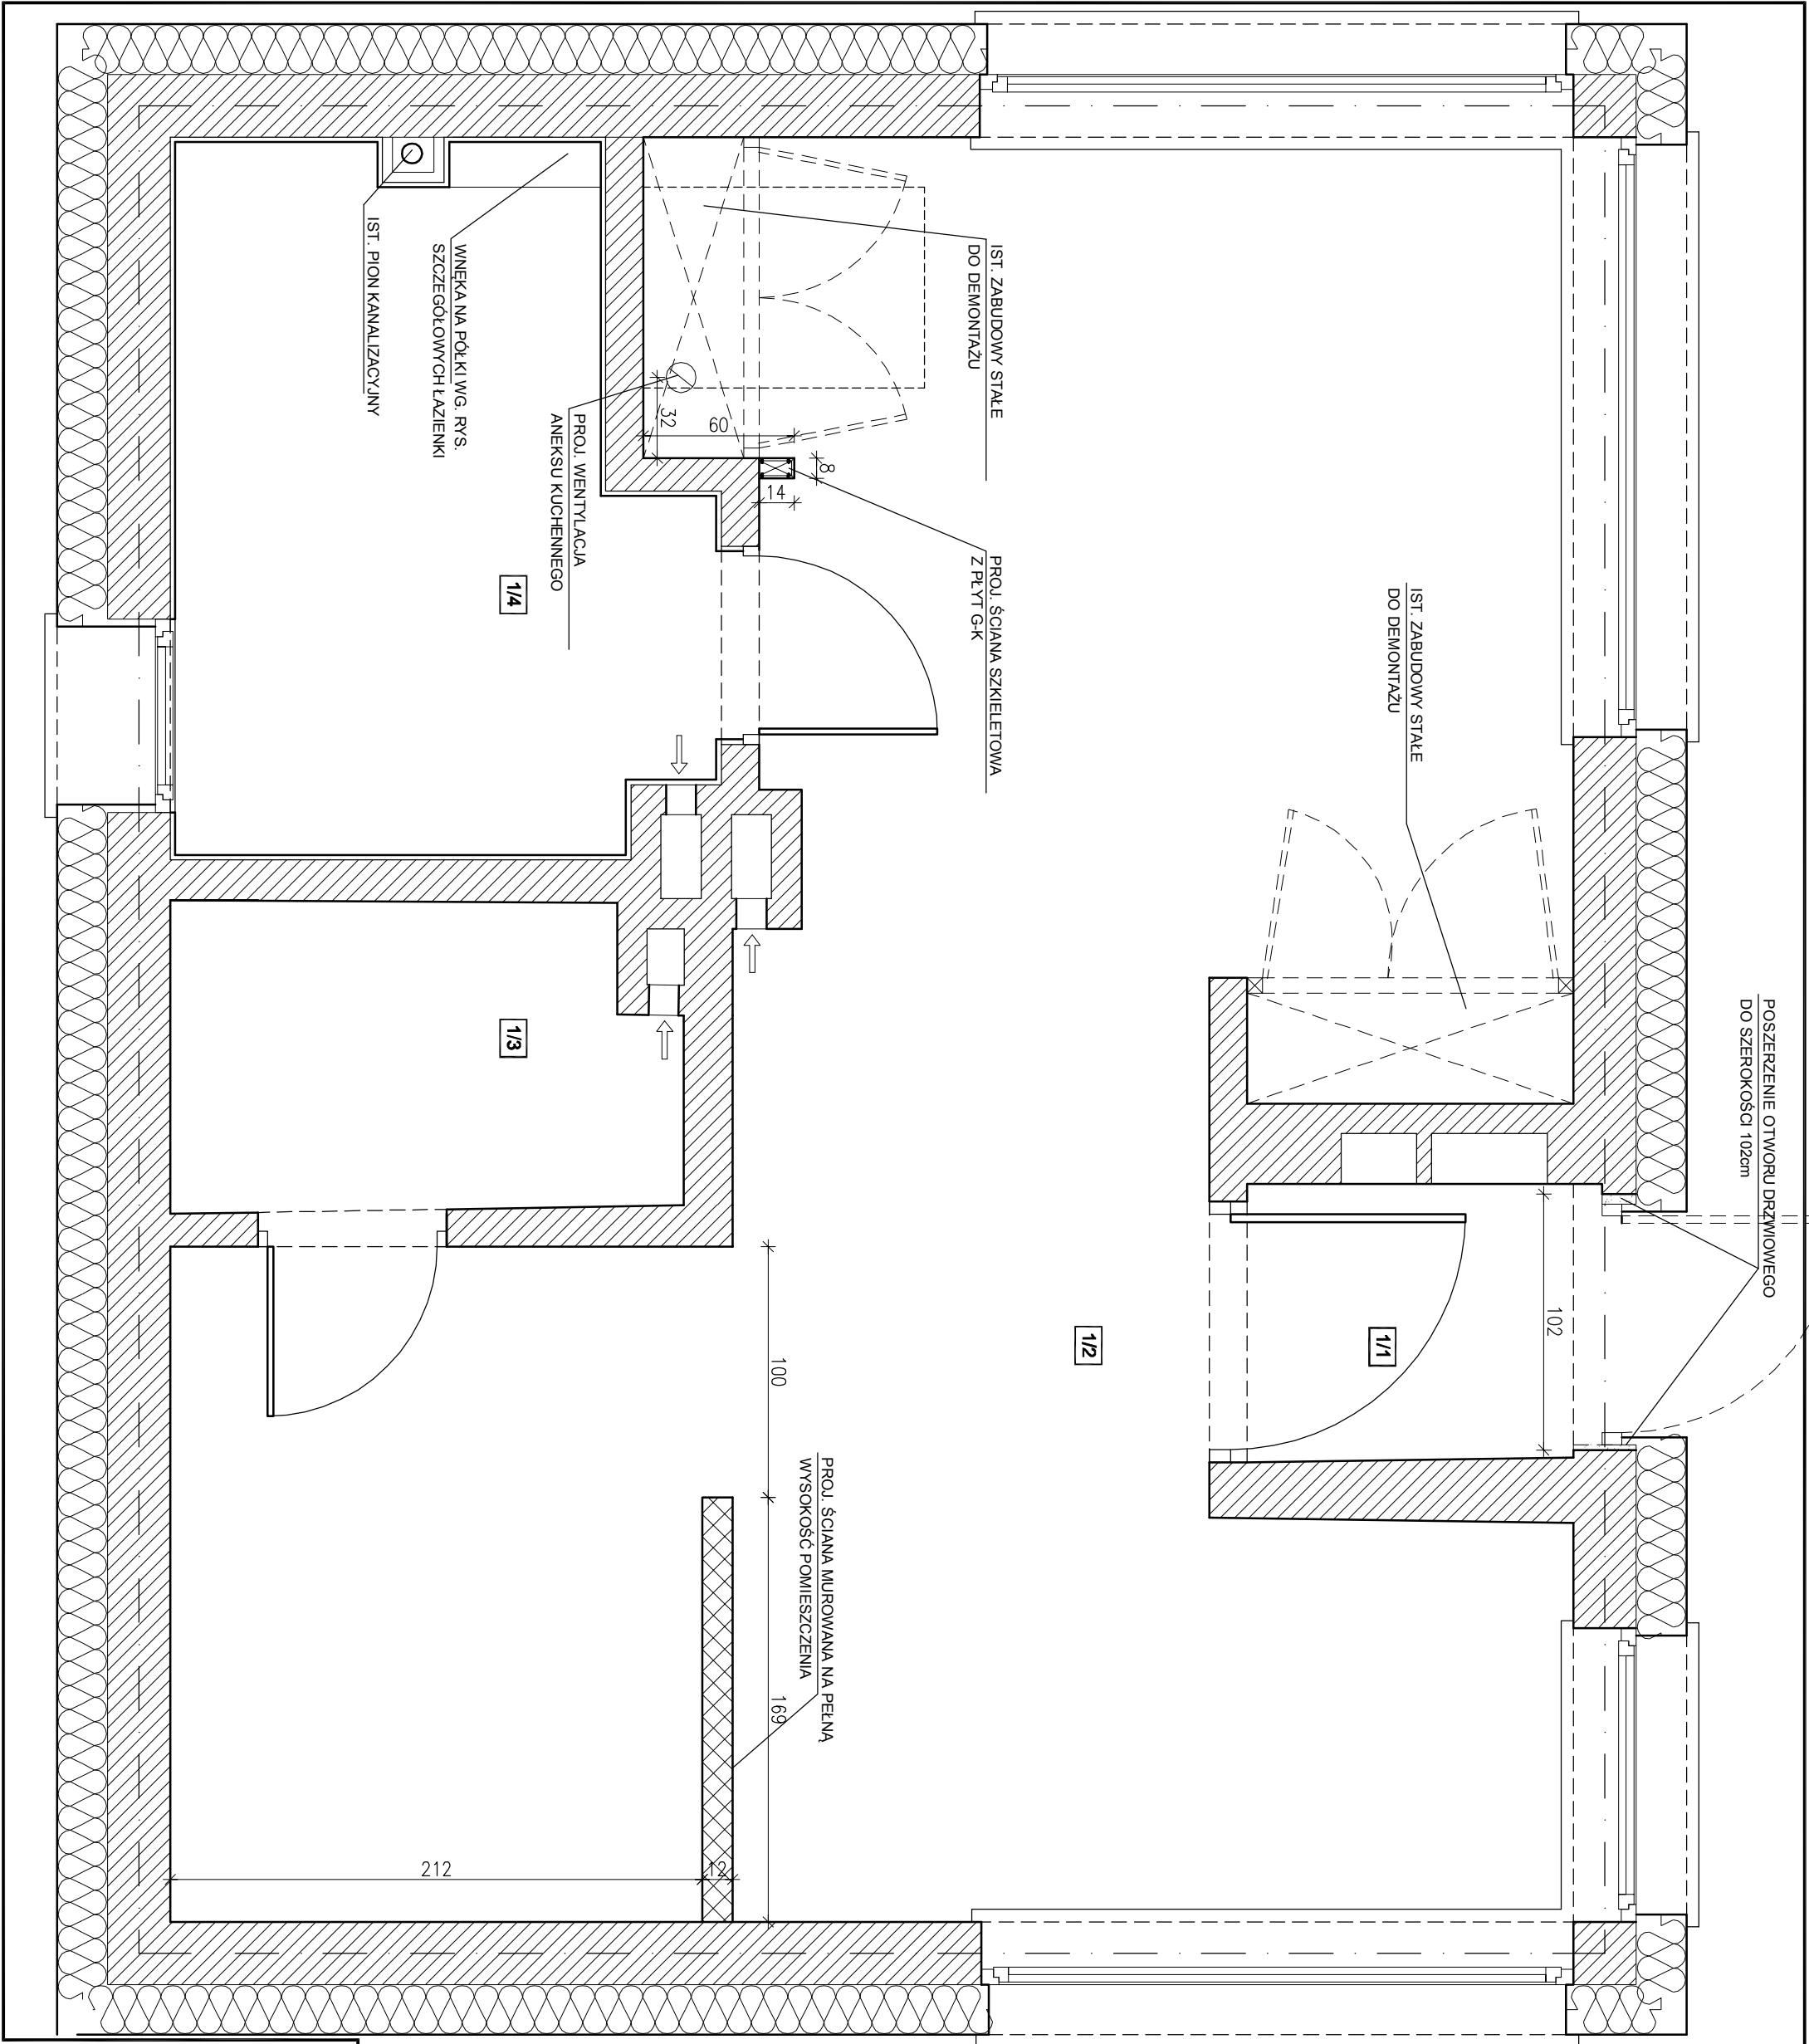 POSZERZENIE OTWORU DRZWIOWEGO
DO SZEROKOŚCI 102cm
IST. ZABUDOWY STAŁE
DO DEMONTAŻU
102
1/1
1/2
IST. ZABUDOWY STAŁE
DO DEMONTAŻU
PROJ. ŚCIANA SZKIELETOWA
Z PŁYT G-K
8
14
60
32
PROJ. ŚCIANA MUROWANA NA PEŁNĄ
WYSOKOŚĆ POMIESZCZENIA
100
169
12
212
PROJ. WENTYLACJA
ANEKSU KUCHENNEGO
1/4
1/3
WNĘKA NA PÓŁKI WG. RYS.
SZCZEGÓŁOWYCH ŁAZIENKI
IST. PION KANALIZACYJNY